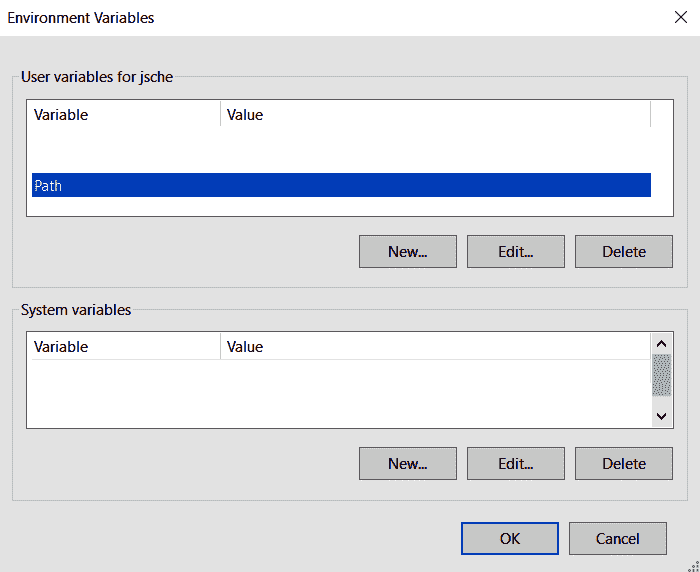 Environment Variables
User variables for jsche
Variable Value
Path
New... Edit... Delete
System variables
Variable Value
New... Edit... Delete
OK Cancel